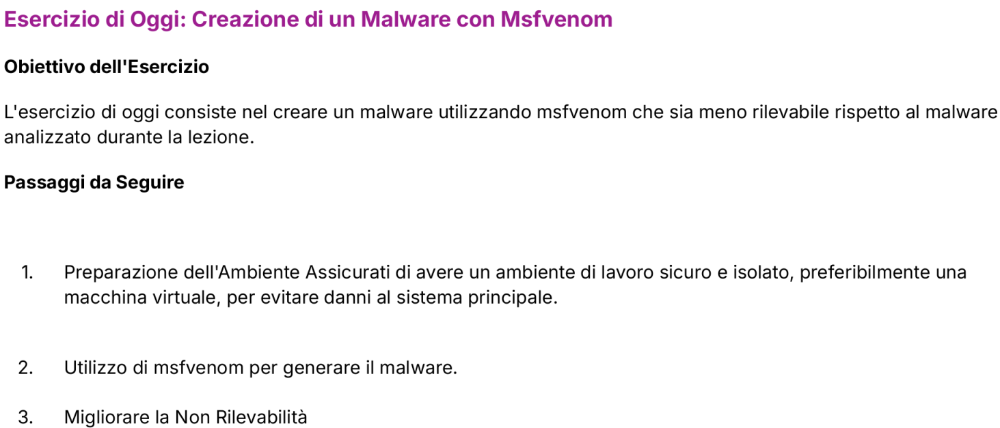 Esercizio di Oggi: Creazione di un Malware con Msfvenom
Obiettivo dell'Esercizio
L'esercizio di oggi consiste nel creare un malware utilizzando msfvenom che sia meno rilevabile rispetto al malware
analizzato durante la lezione.
Passaggi da Seguire
1. Preparazione dell'Ambiente Assicurati di avere un ambiente di lavoro sicuro e isolato, preferibilmente una
macchina virtuale, per evitare danni al sistema principale.
2. Utilizzo di msfvenom per generare il malware.
3. Migliorare la Non Rilevabilità